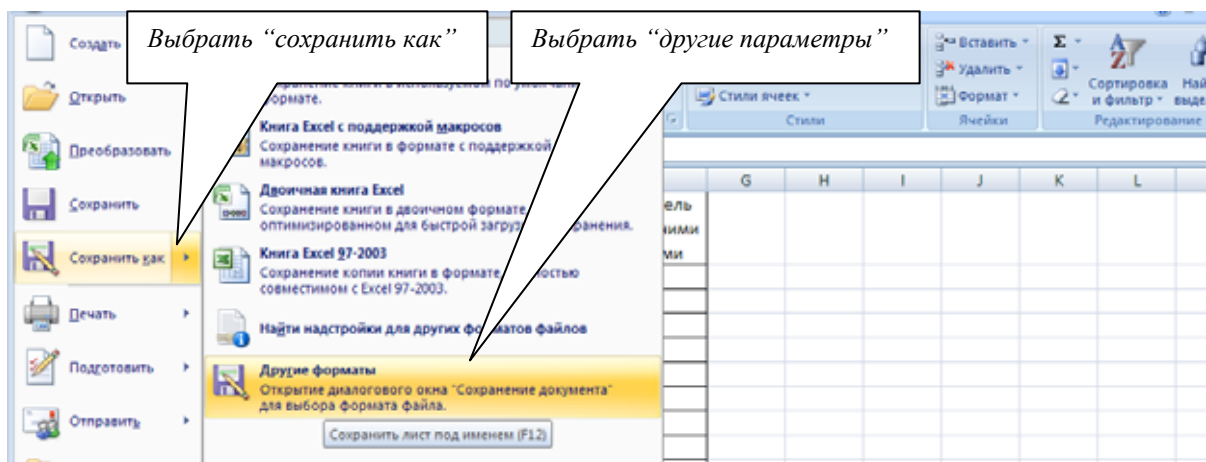 Создать
Выбрать “сохранить как”
Выбрать “другие параметры”
Открыть
формате.
Преобразовать
Книга Excel с поддержкой макросов
Сохранение книги в формате с поддержкой
макросов.
Сохранить
Двоичная книга Excel
Сохранение книги в двоичном формате
оптимизированном для быстрой
Сохранить как
Книга Excel 97-2003
Сохранение копии книги в формате,
совместимом с Excel 97-2003.
Печать
Найти надстройки для других форматов файлов
Подготовить
Другие форматы
Открытие диалогового окна "Сохранение документа"
для выбора формата файла.
Отправить
Сохранить лист под именем (F12)
Стили ячеек
Стили
Вставить
Удалить
Формат
Ячейки
Σ
Сортировка
и фильтр
Редактирование
G H I J K L